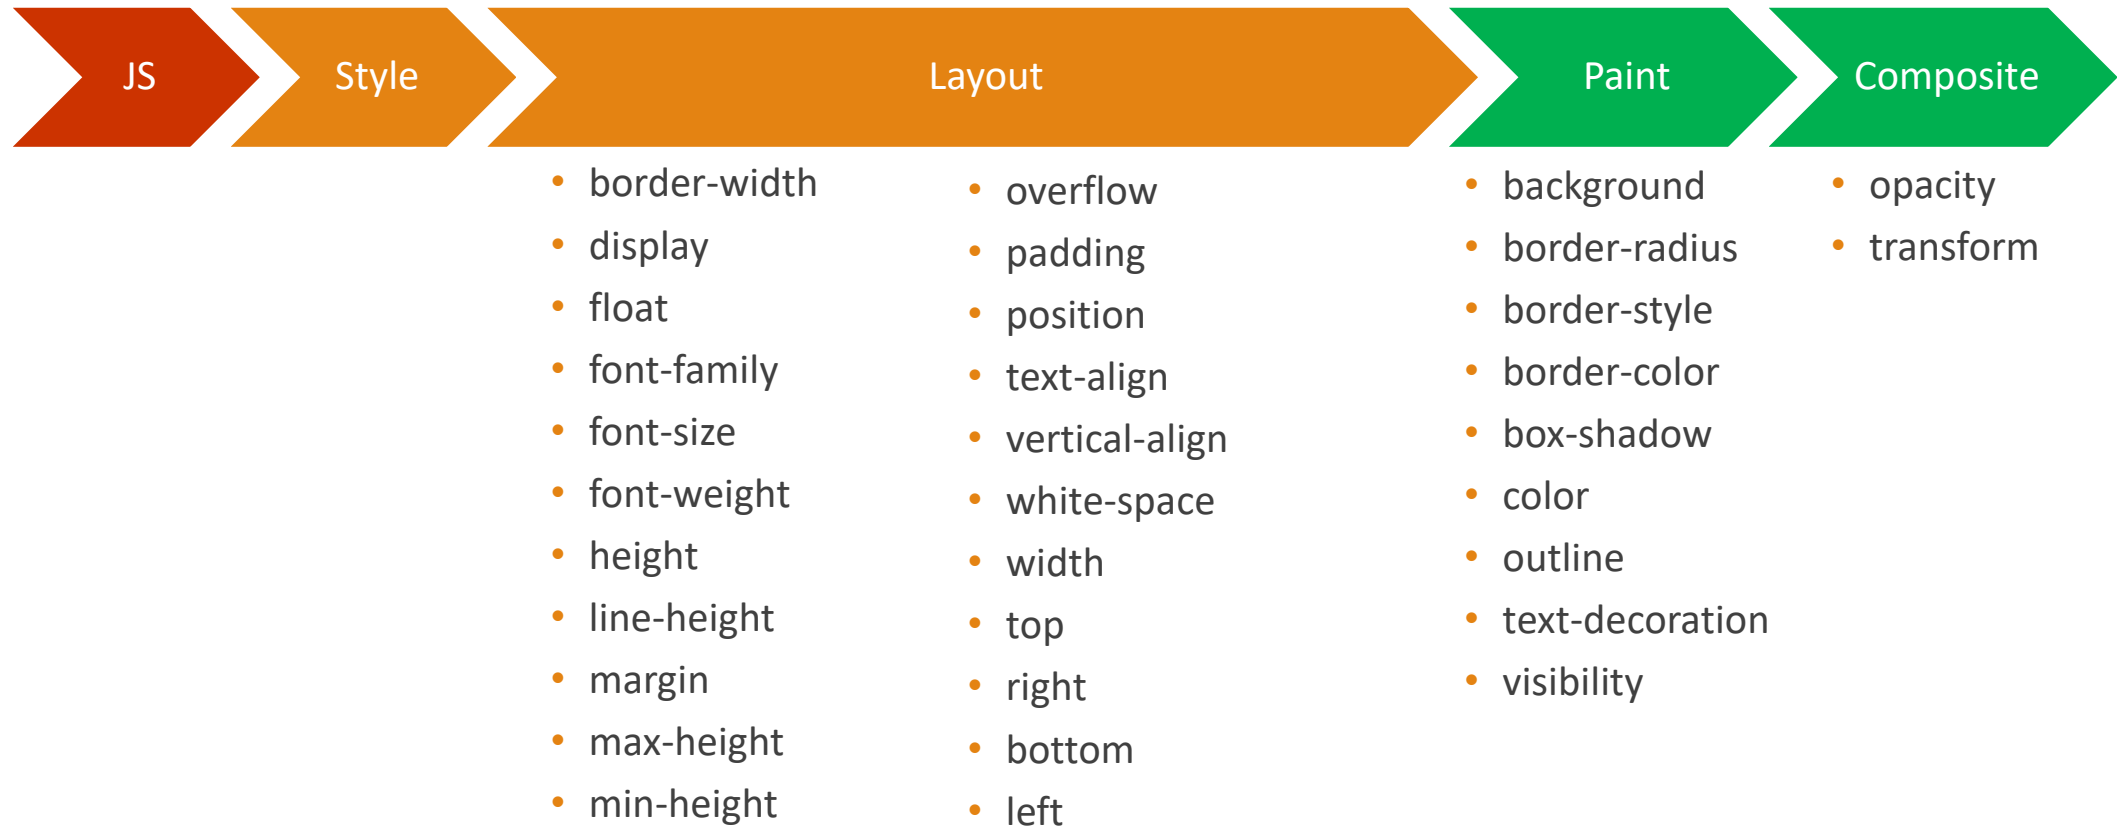 JS
Style
Layout
Paint
Composite
• border-width
• display
• float
• font-family
• font-size
• font-weight
• height
• line-height
• margin
• max-height
• min-height
• overflow
• padding
• position
• text-align
• vertical-align
• white-space
• width
• top
• right
• bottom
• left
• background
• border-radius
• border-style
• border-color
• box-shadow
• color
• outline
• text-decoration
• visibility
• opacity
• transform